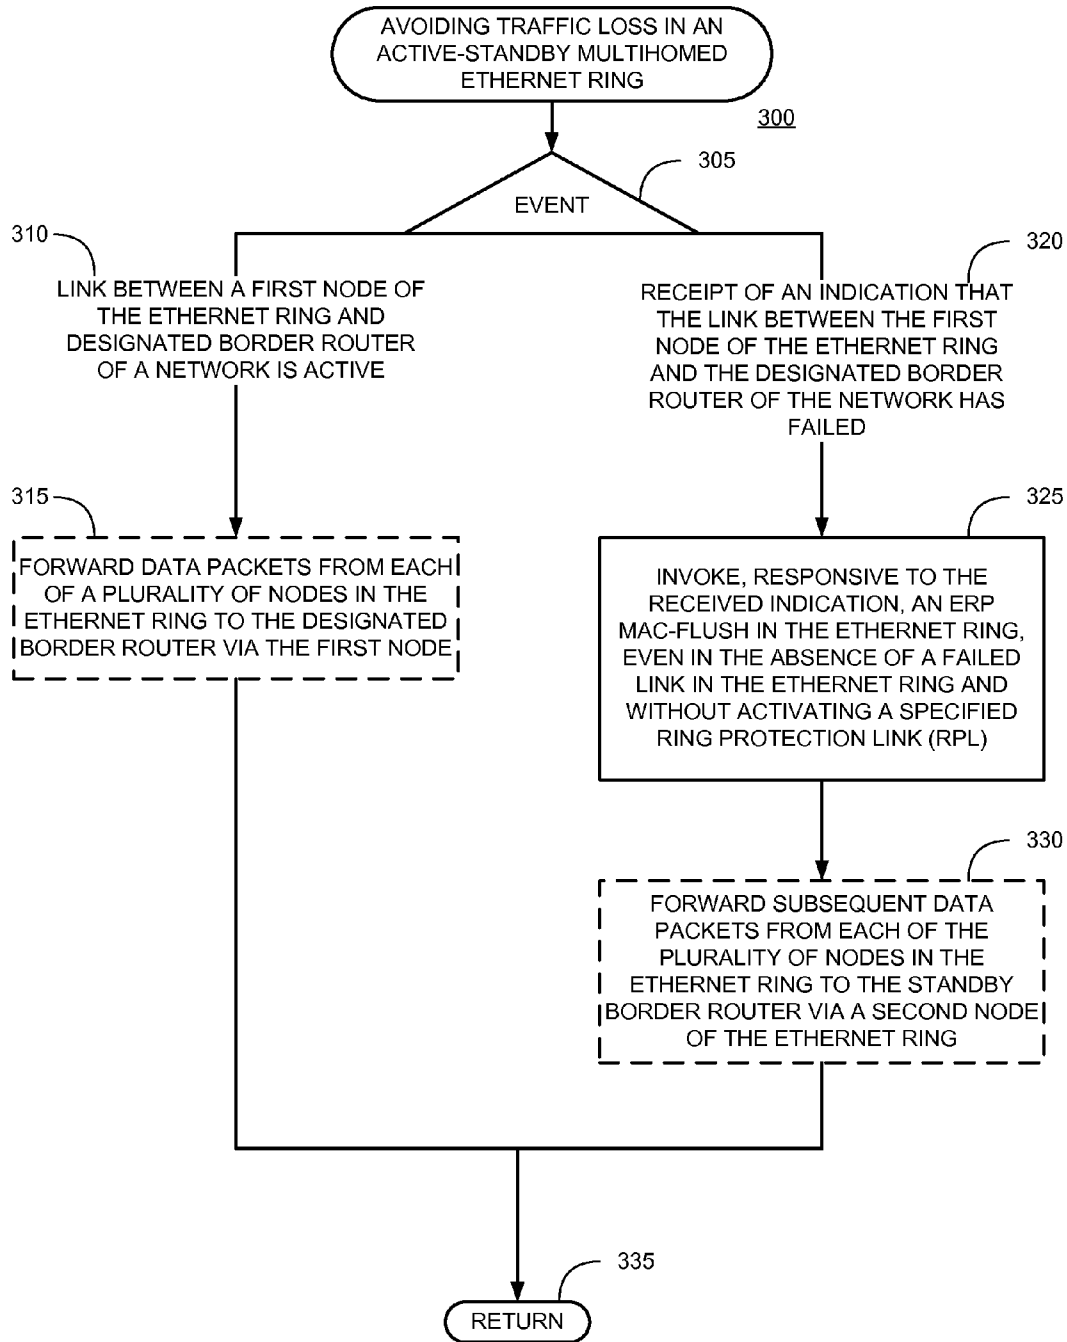 AVOIDING TRAFFIC LOSS IN AN
ACTIVE-STANDBY MULTIHOMED
ETHERNET RING
300
305
EVENT
310
LINK BETWEEN A FIRST NODE OF
THE ETHERNET RING AND
DESIGNATED BORDER ROUTER
OF A NETWORK IS ACTIVE
320
RECEIPT OF AN INDICATION THAT
THE LINK BETWEEN THE FIRST
NODE OF THE ETHERNET RING
AND THE DESIGNATED BORDER
ROUTER OF THE NETWORK HAS
FAILED
315
FORWARD DATA PACKETS FROM EACH
OF A PLURALITY OF NODES IN THE
ETHERNET RING TO THE DESIGNATED
BORDER ROUTER VIA THE FIRST NODE
325
INVOKE, RESPONSIVE TO THE
RECEIVED INDICATION, AN ERP
MAC-FLUSH IN THE ETHERNET RING,
EVEN IN THE ABSENCE OF A FAILED
LINK IN THE ETHERNET RING AND
WITHOUT ACTIVATING A SPECIFIED
RING PROTECTION LINK (RPL)
330
FORWARD SUBSEQUENT DATA
PACKETS FROM EACH OF THE
PLURALITY OF NODES IN THE
ETHERNET RING TO THE STANDBY
BORDER ROUTER VIA A SECOND NODE
OF THE ETHERNET RING
335
RETURN